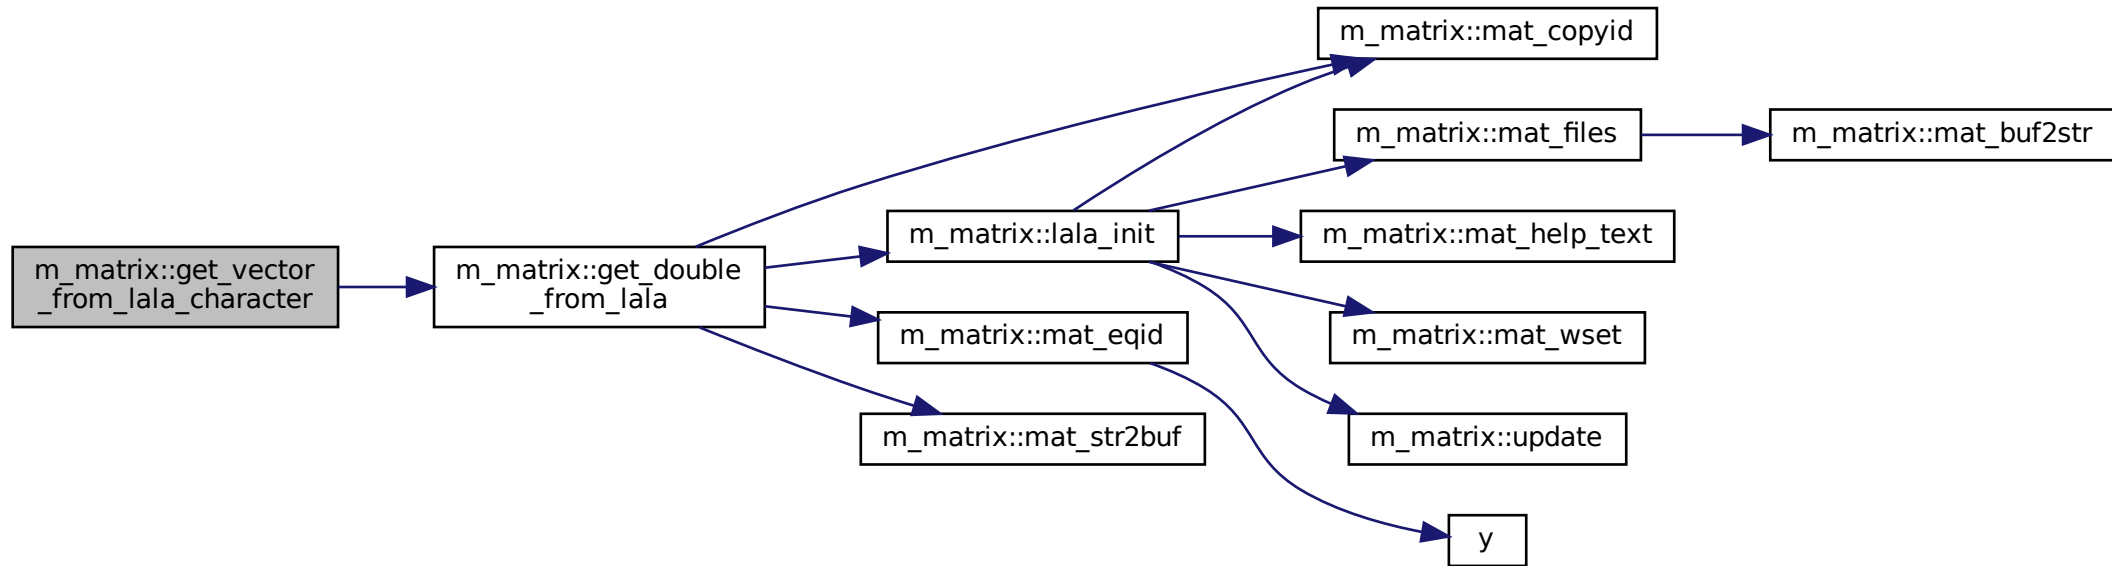 m_matrix::get_vector
_from_lala_character
m_matrix::get_double
_from_lala
m_matrix::mat_copyid
m_matrix::lala_init
m_matrix::mat_files
m_matrix::mat_buf2str
m_matrix::mat_help_text
m_matrix::mat_wset
m_matrix::update
m_matrix::mat_eqid
m_matrix::mat_str2buf
y